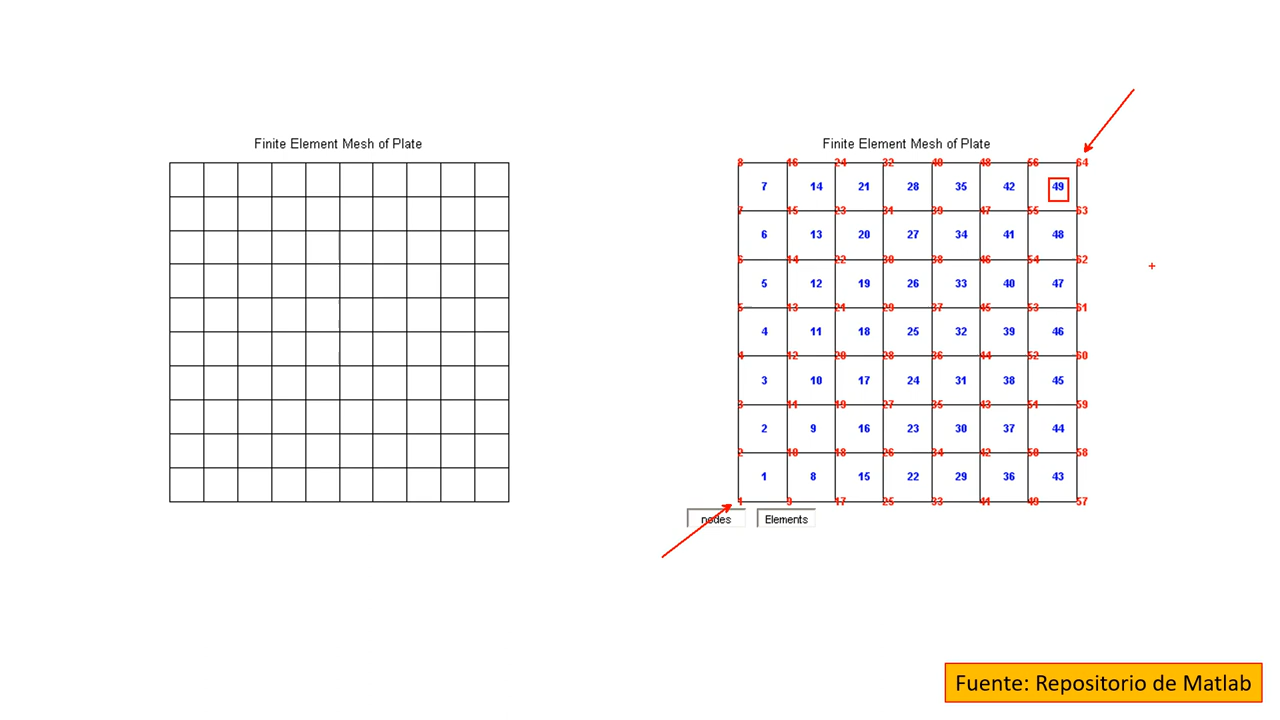 Finite Element Mesh of Plate
Finite Element Mesh of Plate
8 16 24 32 40 48 56 64
7 14 21 28 35 42 49
7 15 23 31 39 47 55 63
6 13 20 27 34 41 48
6 14 22 30 38 46 54 62
5 12 19 26 33 40 47
5 13 21 29 37 45 53 61
4 11 18 25 32 39 46
4 12 20 28 36 44 52 60
3 10 17 24 31 38 45
3 11 19 27 35 43 51 59
2 9 16 23 30 37 44
2 10 18 26 34 42 50 58
1 8 15 22 29 36 43
1 9 17 25 33 41 49 57
nodes Elements
Fuente: Repositorio de Matlab